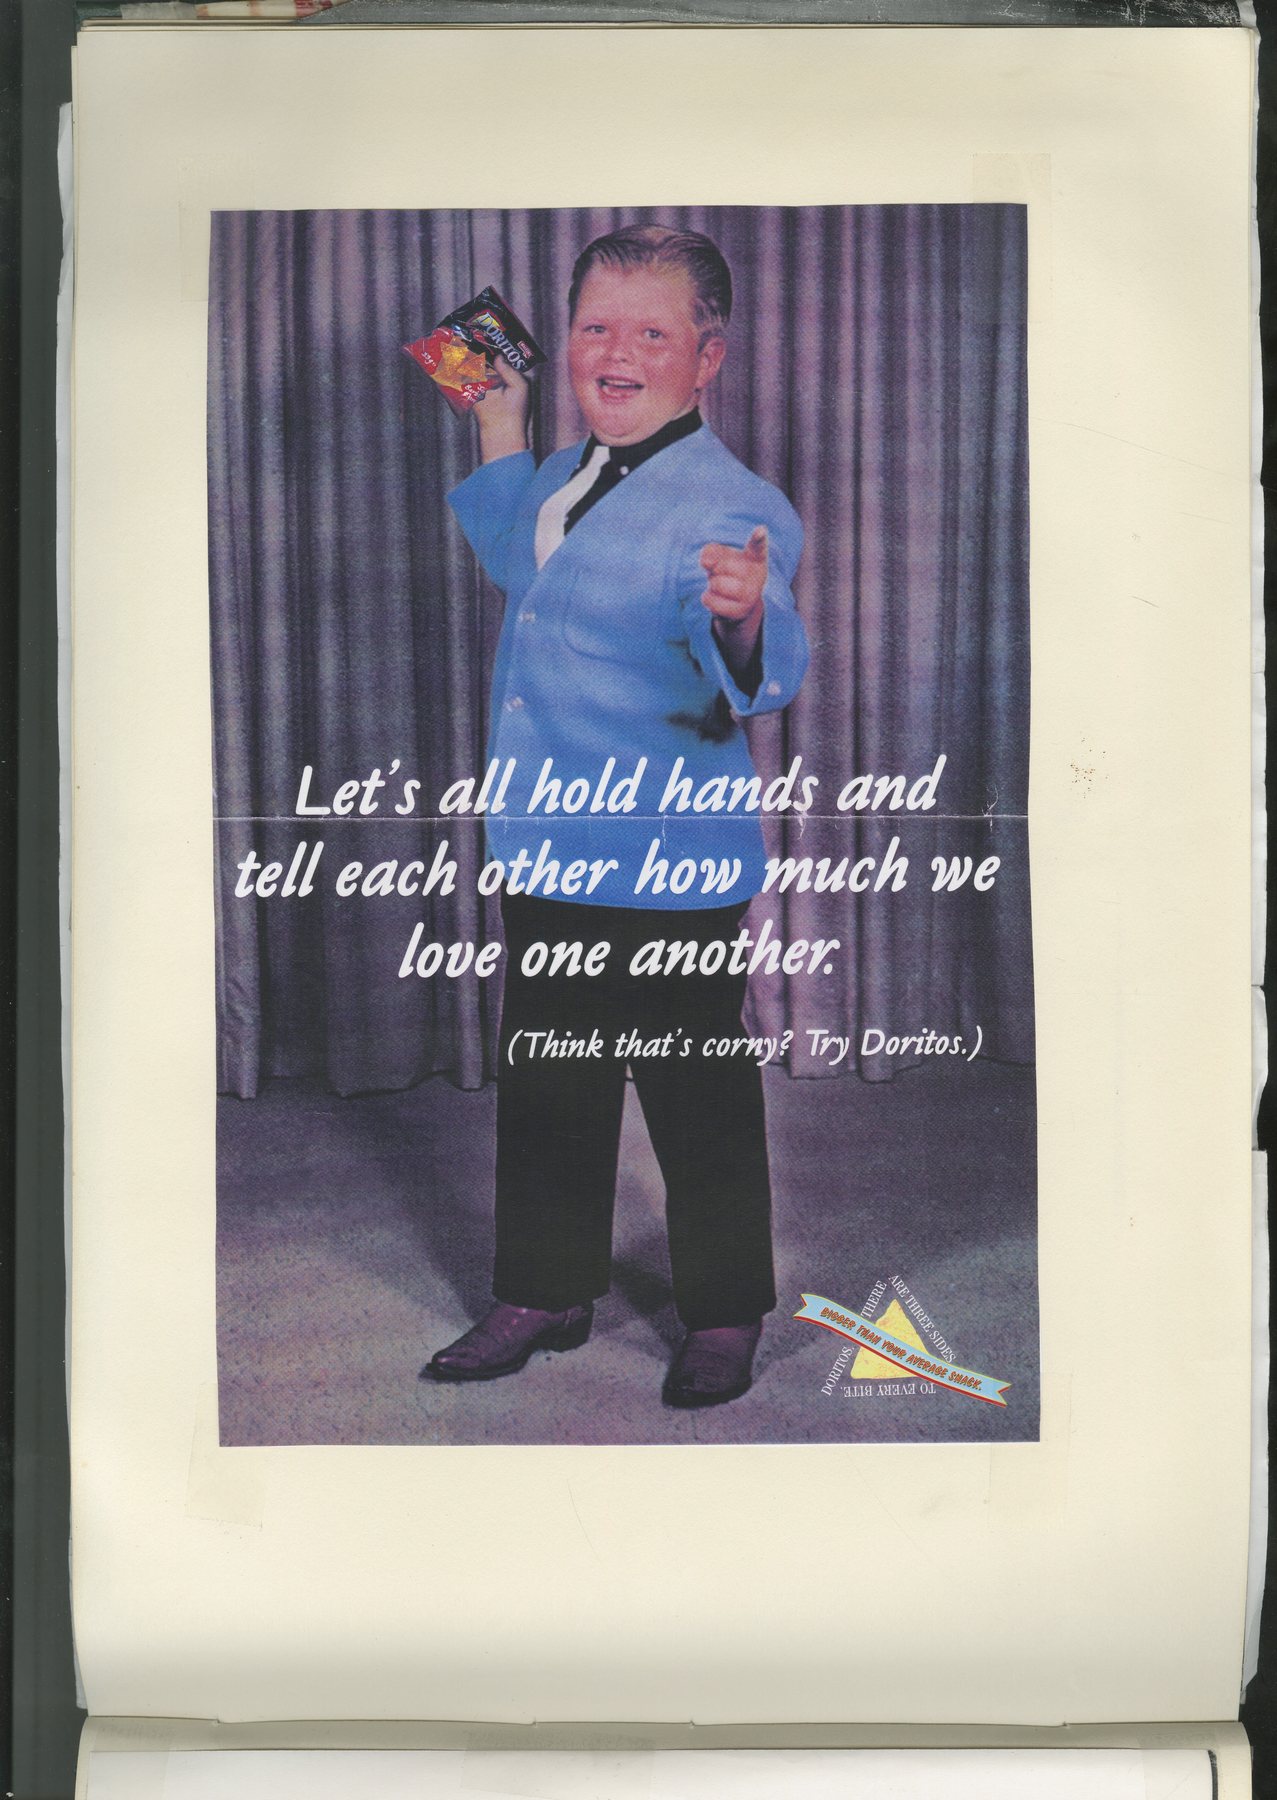 DORITOS
Let's all hold hands and
tell each other how much we
love one another.
(Think that's corny? Try Doritos.)
DORITOS. THERE ARE THREE SIDES TO EVERY BITE.
BIGGER THAN YOUR AVERAGE SNACK.